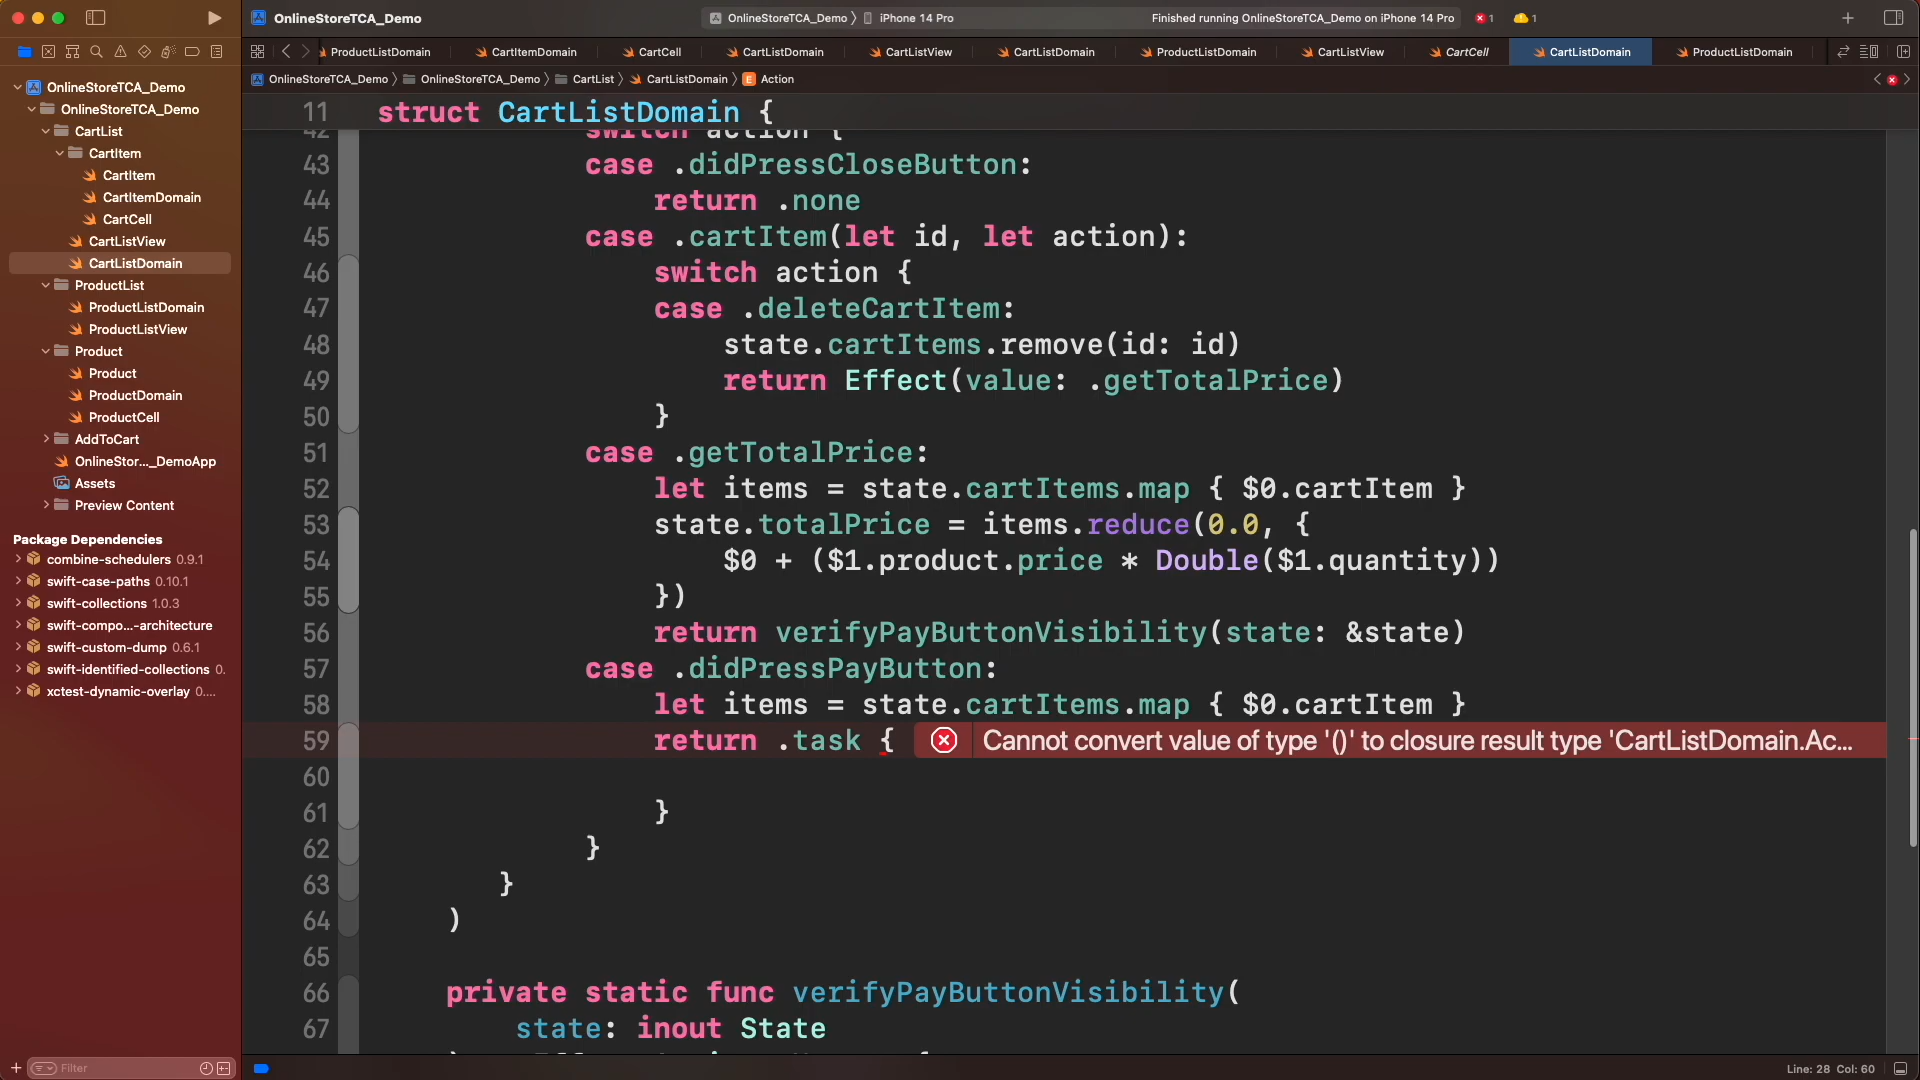 OnlineStoreTCA_Demo
OnlineStoreTCA_Demo 〉 iPhone 14 Pro
Finished running OnlineStoreTCA_Demo on iPhone 14 Pro
1
1
ProductListDomain
CartItemDomain
CartCell
CartListDomain
CartListView
CartListDomain
ProductListDomain
CartListView
CartCell
CartListDomain
ProductListDomain
OnlineStoreTCA_Demo 〉 OnlineStoreTCA_Demo 〉 CartList 〉 CartListDomain 〉 E Action
OnlineStoreTCA_Demo
OnlineStoreTCA_Demo
CartList
CartItem
CartItem
CartItemDomain
CartCell
CartListView
CartListDomain
ProductList
ProductListDomain
ProductListView
Product
Product
ProductDomain
ProductCell
AddToCart
OnlineStor..._DemoApp
Assets
Preview Content
Package Dependencies
combine-schedulers 0.9.1
swift-case-paths 0.10.1
swift-collections 1.0.3
swift-compo...-architecture
swift-custom-dump 0.6.1
swift-identified-collections 0.
xctest-dynamic-overlay 0....
Filter
11 struct CartListDomain {
42 switch action {
43 case .didPressCloseButton:
44 return .none
45 case .cartItem(let id, let action):
46 switch action {
47 case .deleteCartItem:
48 state.cartItems.remove(id: id)
49 return Effect(value: .getTotalPrice)
50 }
51 case .getTotalPrice:
52 let items = state.cartItems.map { $0.cartItem }
53 state.totalPrice = items.reduce(0.0, {
54 $0 + ($1.product.price * Double($1.quantity))
55 })
56 return verifyPayButtonVisibility(state: &state)
57 case .didPressPayButton:
58 let items = state.cartItems.map { $0.cartItem }
59 return .task { Cannot convert value of type '()' to closure result type 'CartListDomain.Ac...
60
61 }
62 }
63 }
64 )
65
66 private static func verifyPayButtonVisibility(
67 state: inout State
Line: 28 Col: 60